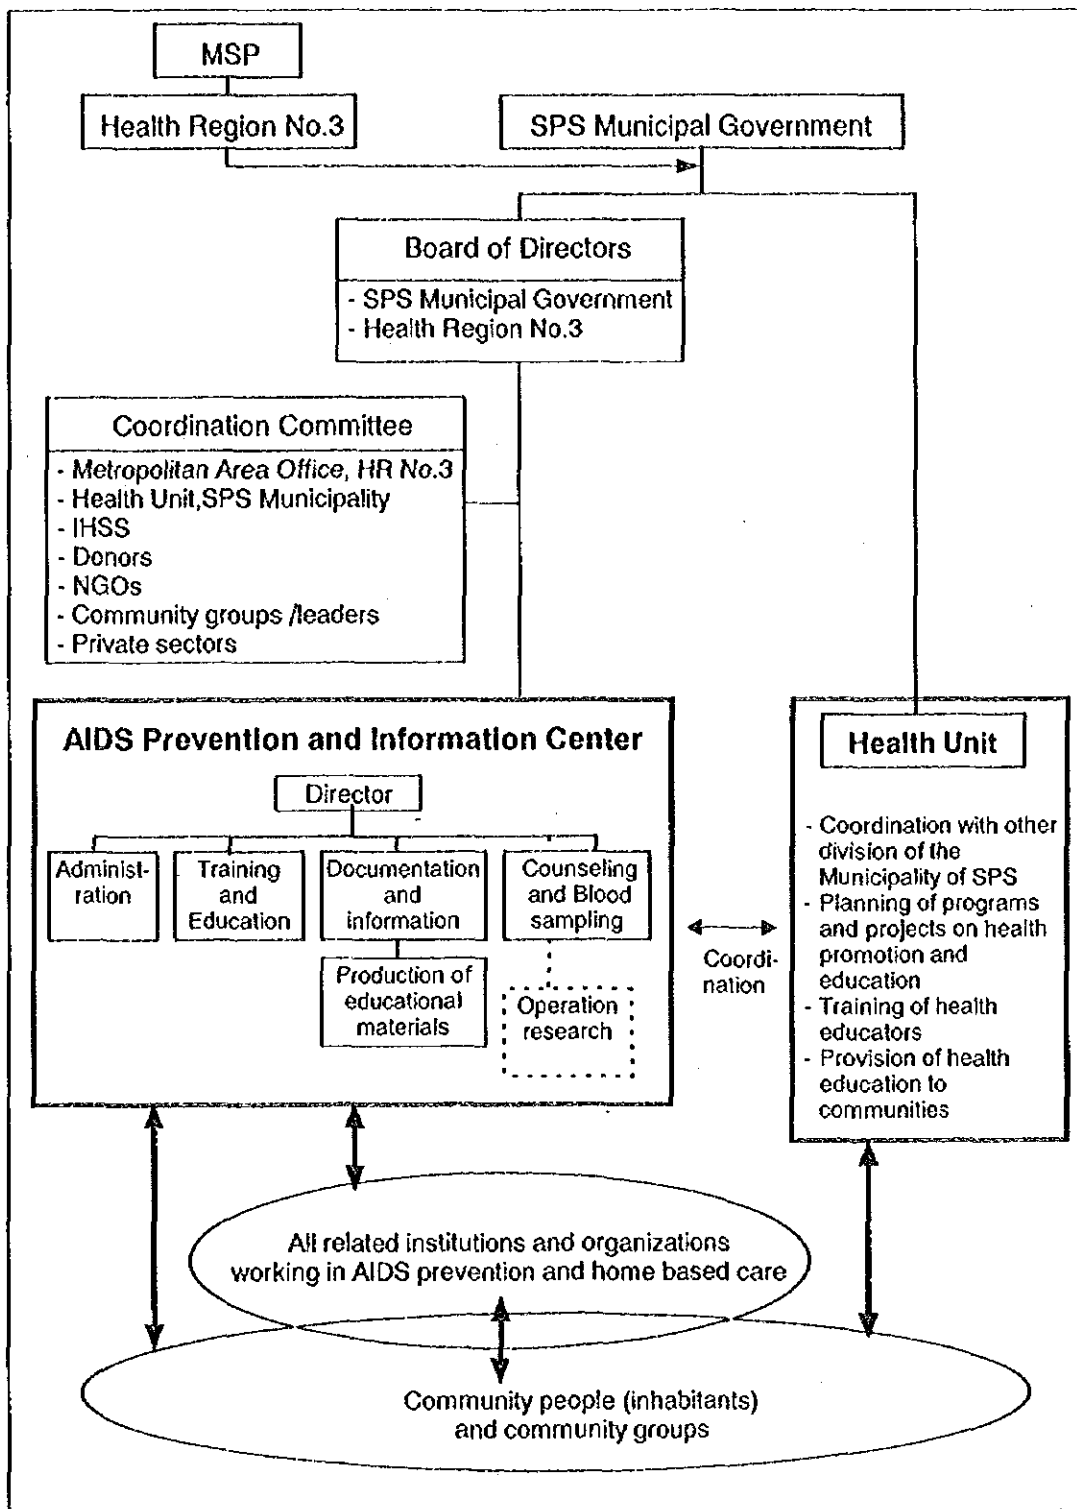 MSP
Health Region No.3
SPS Municipal Government
Board of Directors
- SPS Municipal Government
- Health Region No.3
Coordination Committee
- Metropolitan Area Office, HR No.3
- Health Unit,SPS Municipality
- IHSS
- Donors
- NGOs
- Community groups /leaders
- Private sectors
AIDS Prevention and Information Center
Director
Administ-
ration
Training
and
Education
Documentation
and
information
Counseling
and Blood
sampling
Production of
educational
materials
Operation
research
Coordi-
nation
Health Unit
- Coordination with other
division of the
Municipality of SPS
- Planning of programs
and projects on health
promotion and
education
- Training of health
educators
- Provision of health
education to
communities
All related institutions and organizations
working in AIDS prevention and home based care
Community people (inhabitants)
and community groups